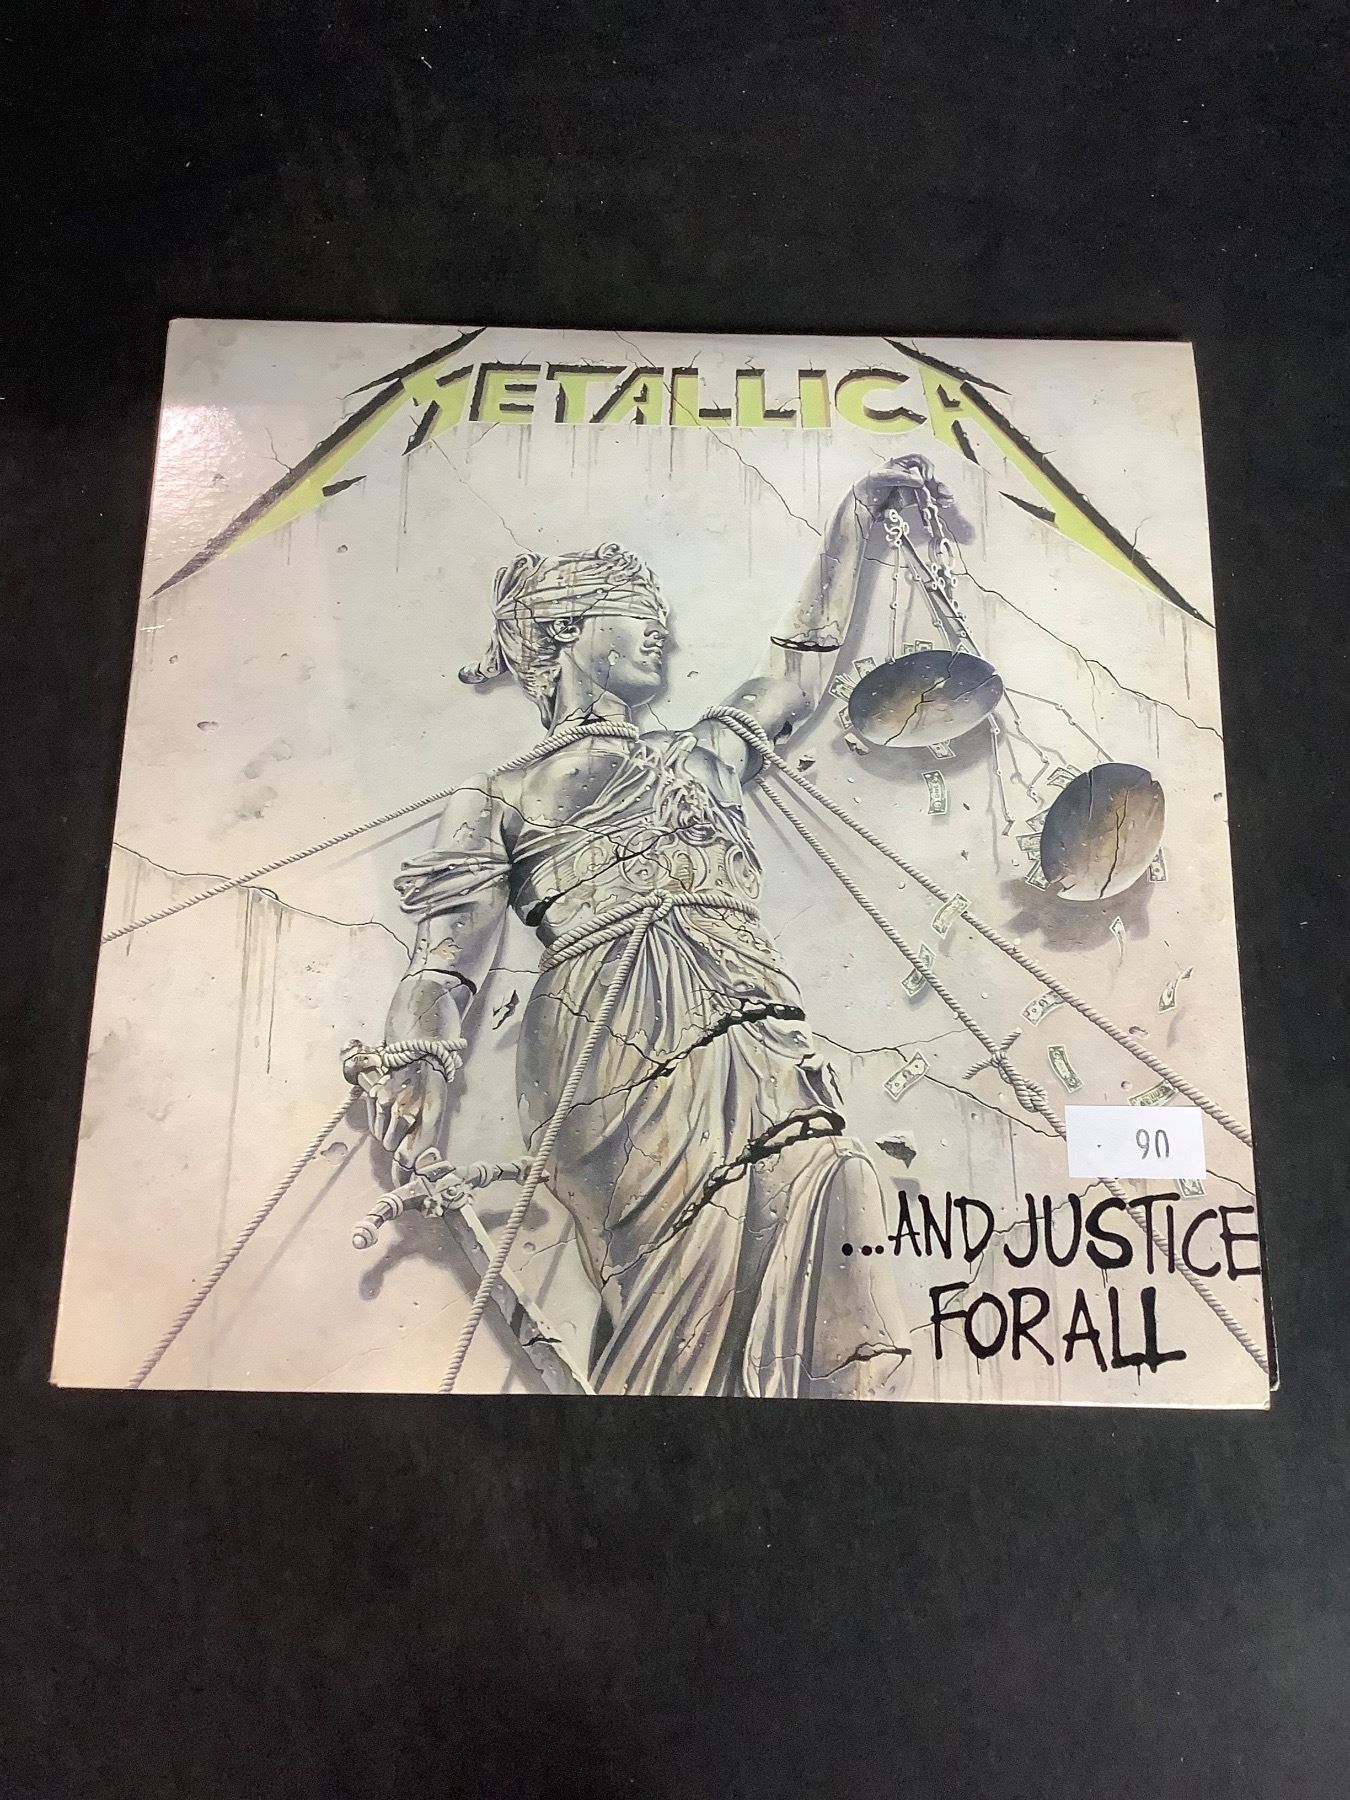 METALLICA
90
...AND JUSTICE
FOR ALL